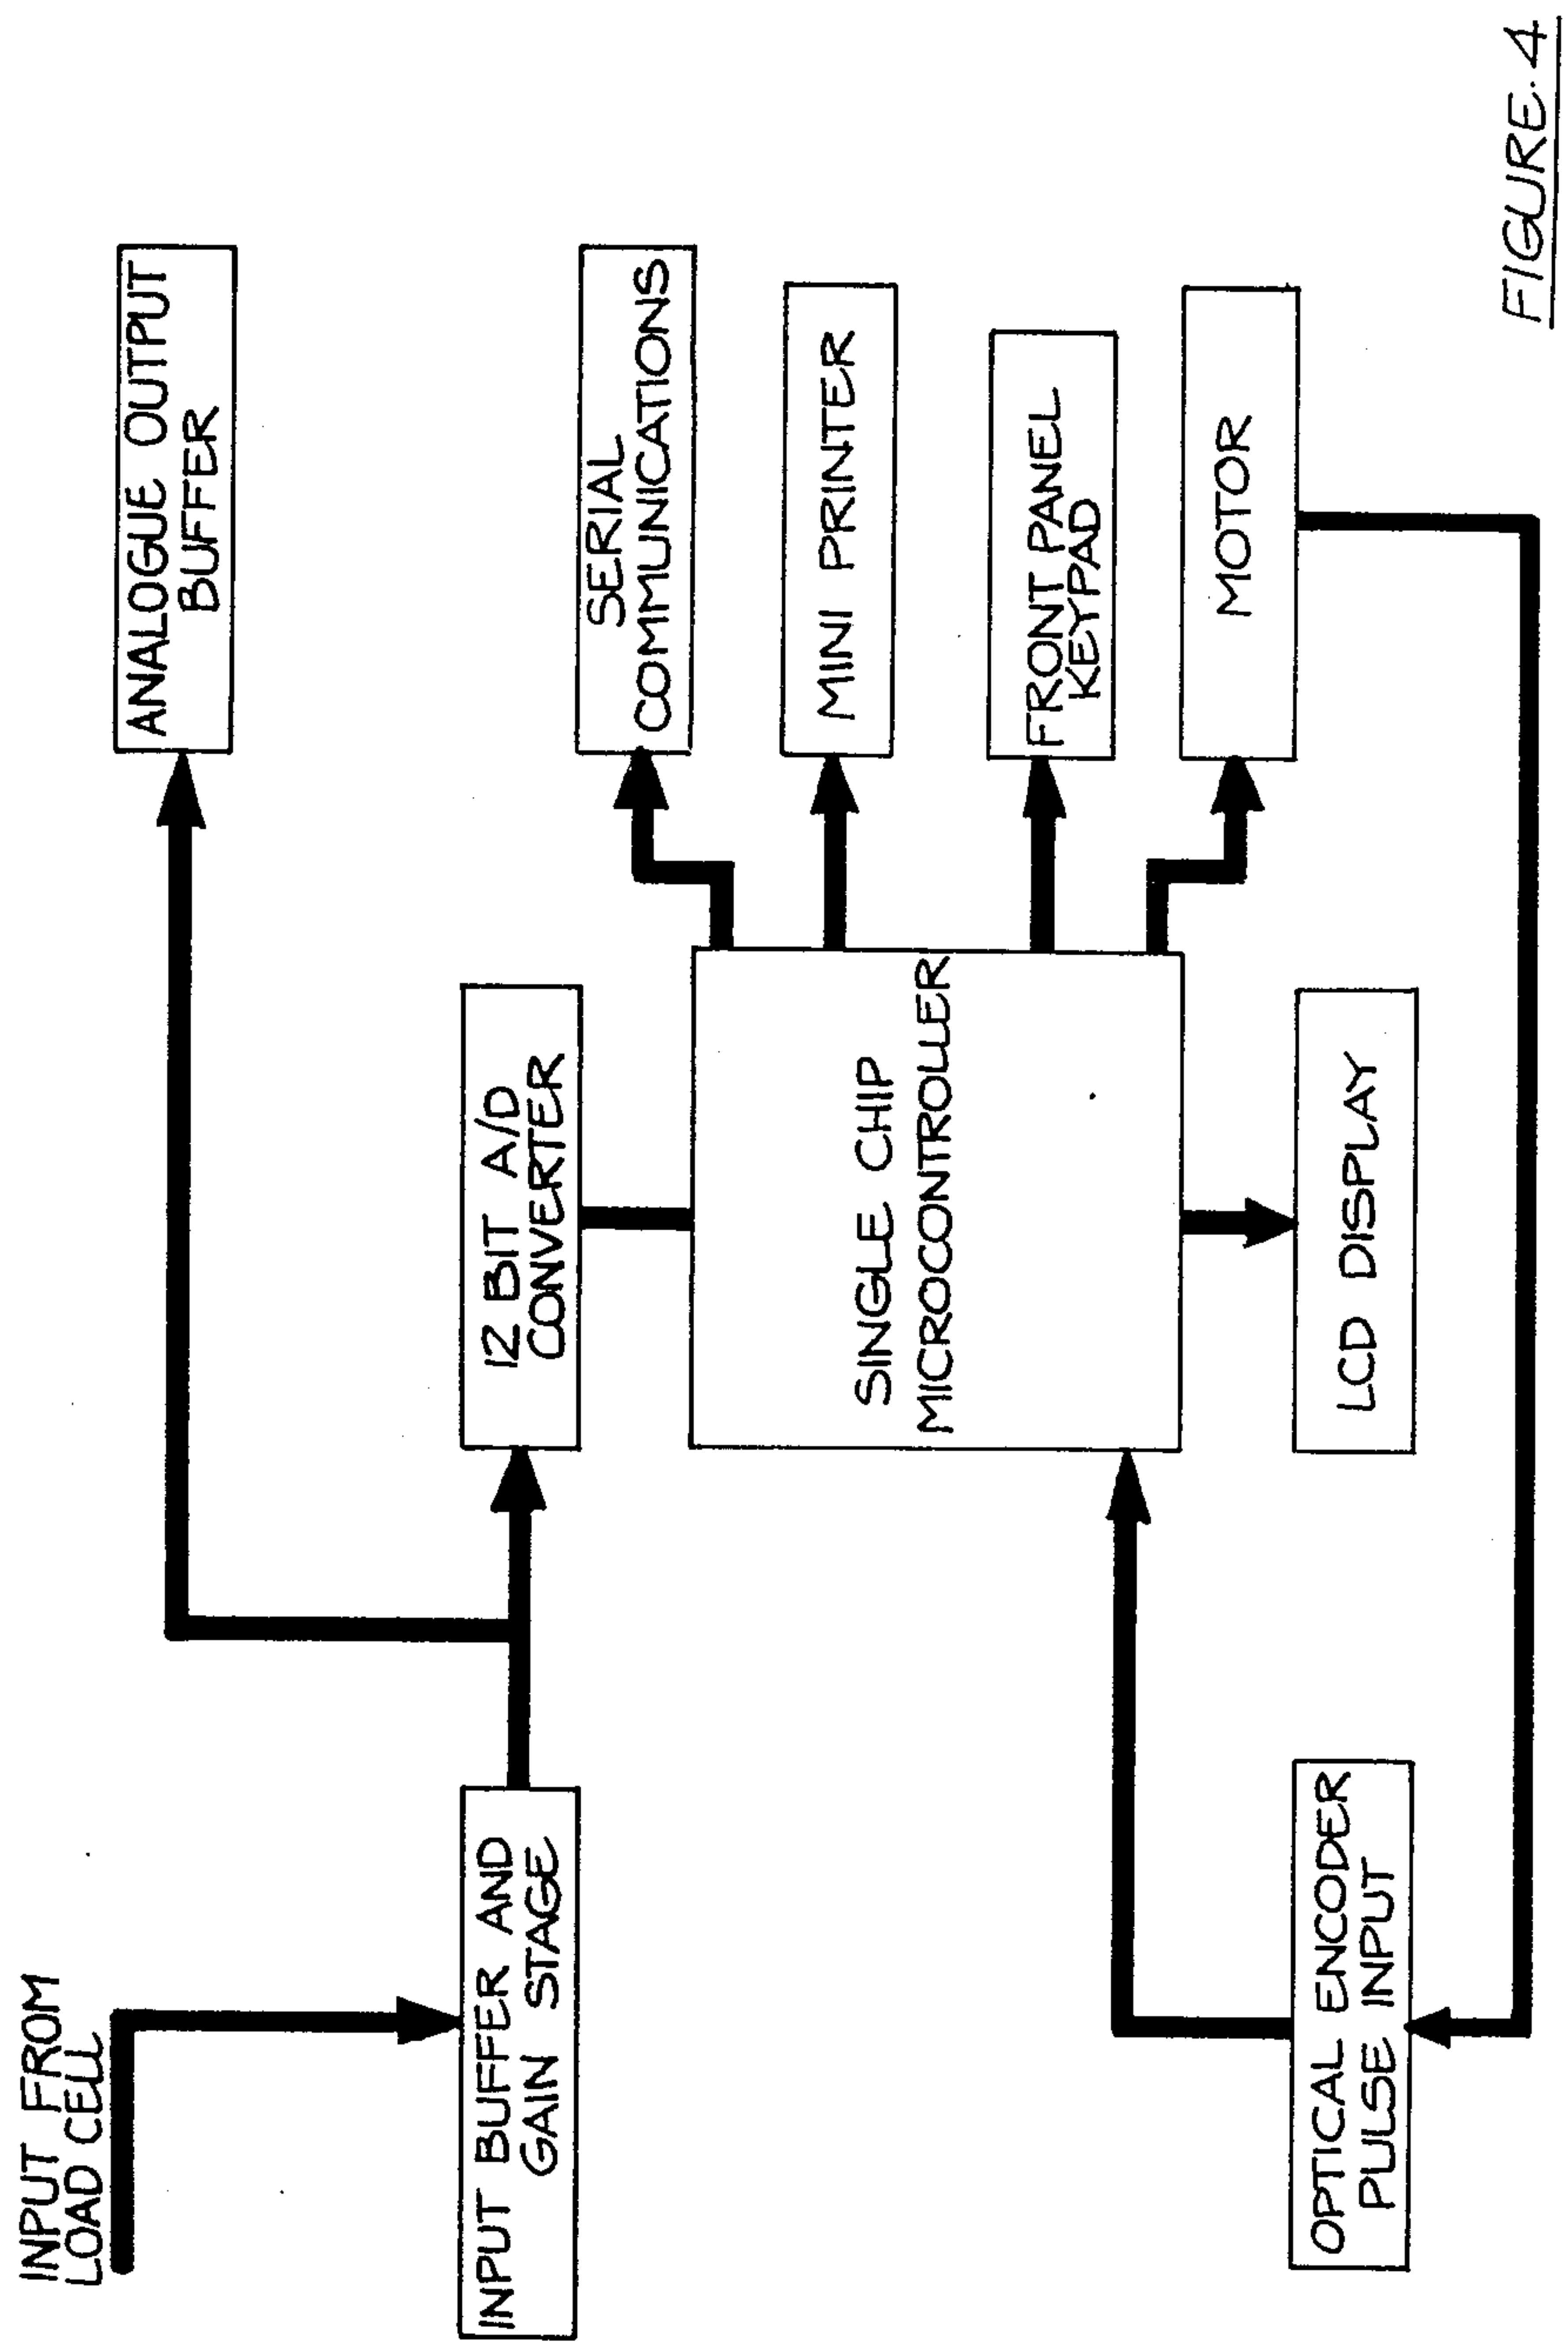 INPUT FROM
LOAD CELL
ANALOGUE OUTPUT
BUFFER
INPUT BUFFER AND
GAIN STAGE
12 BIT A/D
CONVERTER
SERIAL
COMMUNICATIONS
SINGLE CHIP
MICROCONTROLLER
MINI PRINTER
FRONT PANEL
KEYPAD
MOTOR
OPTICAL ENCODER
PULSE INPUT
LCD DISPLAY
FIGURE. 4